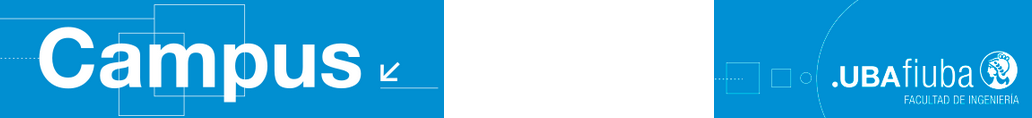 Campus
.UBAfiuba
FACULTAD DE INGENIERÍA